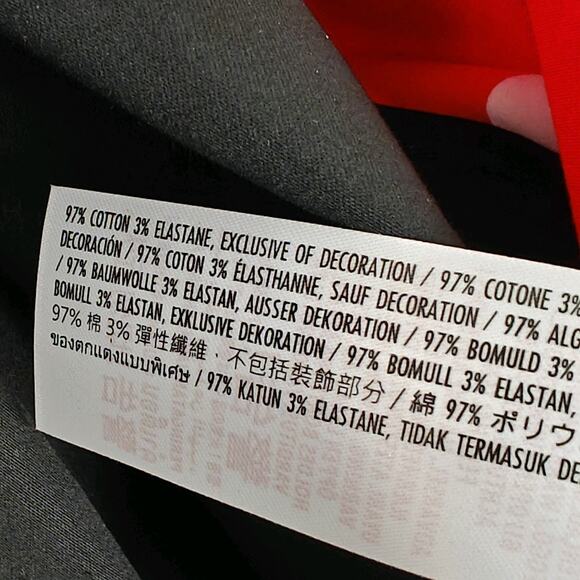 97% COTTON 3% ELASTANE, EXCLUSIVE OF DECORATION / 97% COTONE 3%
DECORACIÓN / 97% COTON 3% ÉLASTHANNE, SAUF DECORATION / 97% ALG
/ 97% BAUMWOLLE 3% ELASTAN, AUSSER DEKORATION / 97% BOMULD 3%
BOMULL 3% ELASTAN, EXKLUSIVE DEKORATION / 97% BOMULL 3% ELASTAN,
97% 棉 3% 彈性纖維，不包括裝飾部分 / 綿 97% ポリウ
ของตกแต่งแบบพิเศษ / 97% KATUN 3% ELASTANE, TIDAK TERMASUK DE